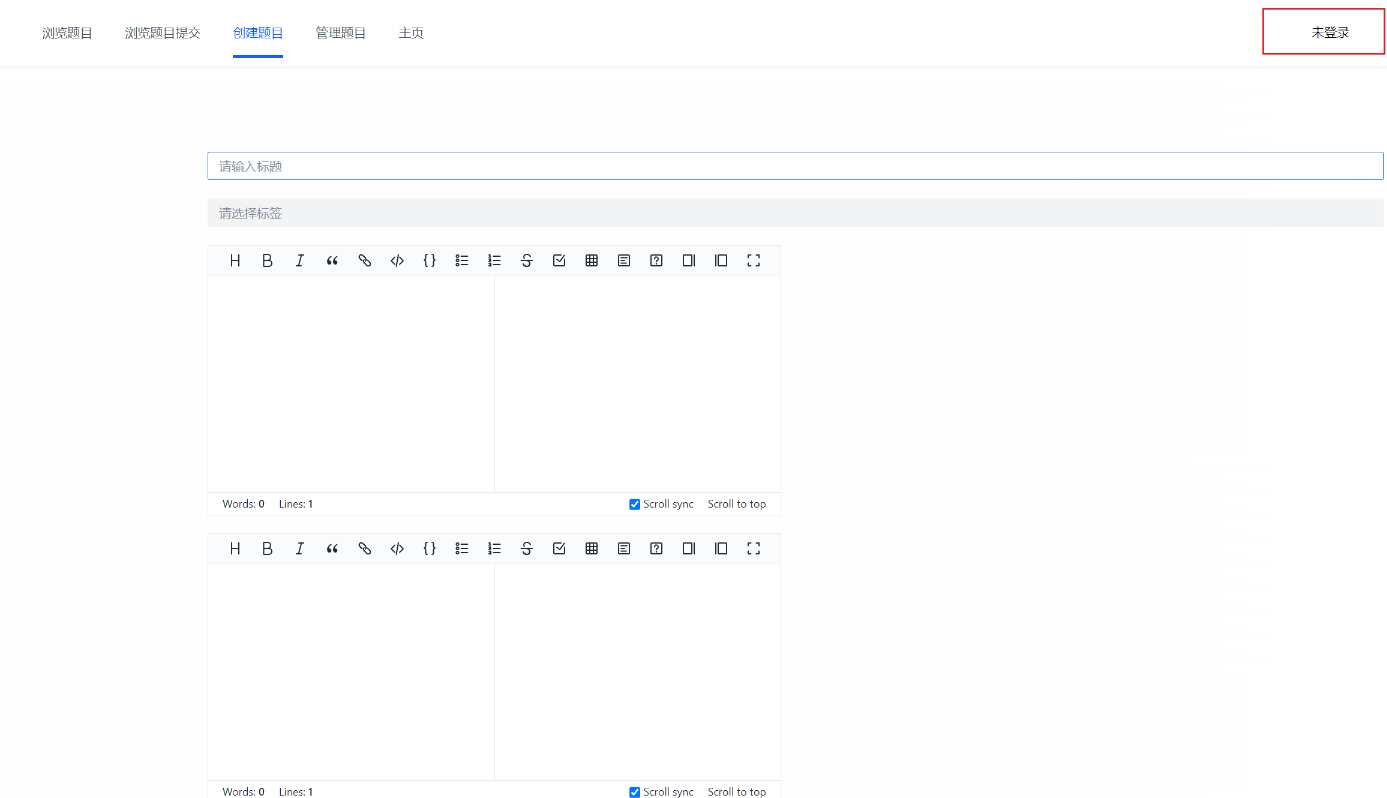 浏览题目 浏览题目提交 创建题目 管理题目 主页 未登录
请输入标题
请选择标签
Words: 0 Lines: 1 Scroll sync Scroll to top
Words: 0 Lines: 1 Scroll sync Scroll to top